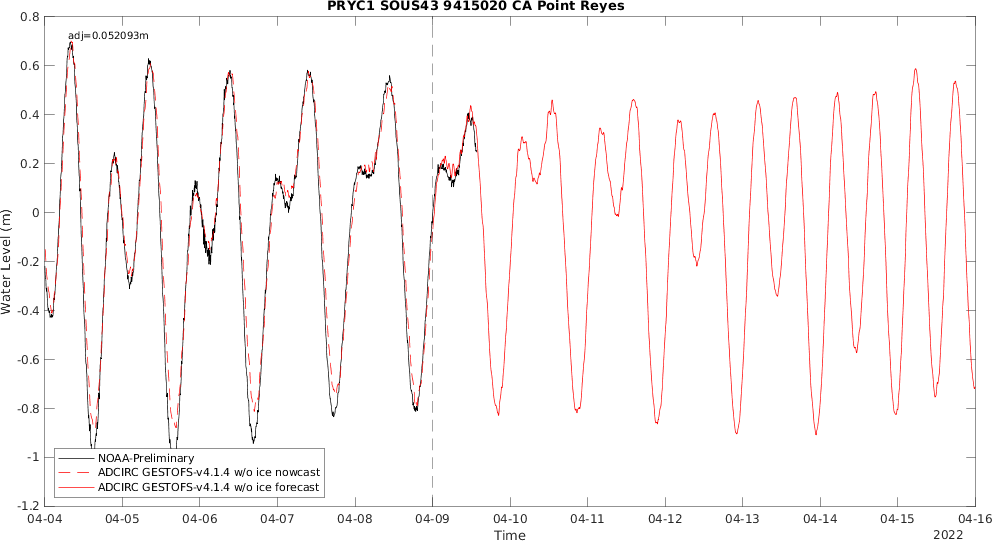 PRYC1 SOUS43 9415020 CA Point Reyes
adj=0.052093m
Water Level (m)
0.8
0.6
0.4
0.2
0
-0.2
-0.4
-0.6
-0.8
-1
-1.2
NOAA-Preliminary
ADCIRC GESTOFS-v4.1.4 w/o ice nowcast
ADCIRC GESTOFS-v4.1.4 w/o ice forecast
04-04 04-05 04-06 04-07 04-08 04-09 04-10 04-11 04-12 04-13 04-14 04-15 04-16
Time
2022